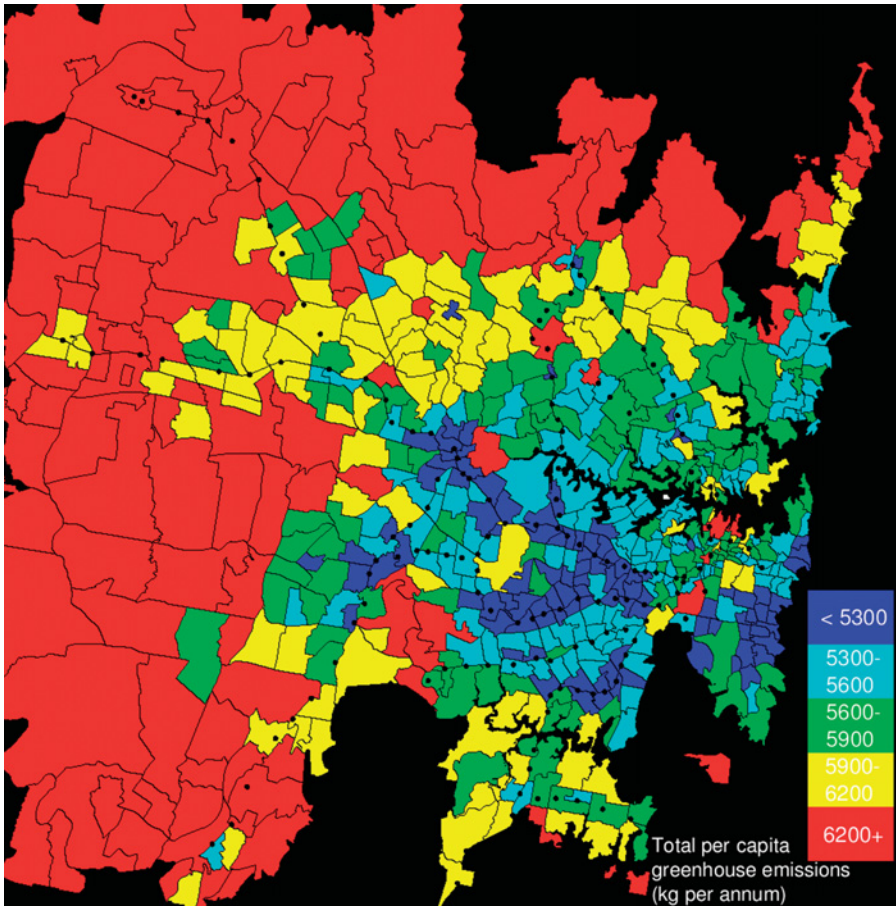 < 5300
5300-
5600
5600-
5900
5900-
6200
6200+
Total per capita
greenhouse emissions
(kg per annum)